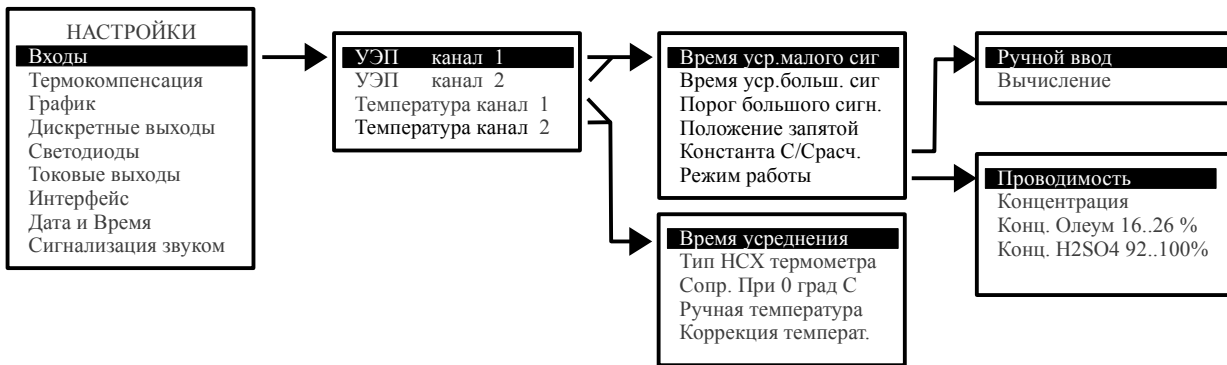 НАСТРОЙКИ
Входы
Термокомпенсация
График
Дискретные выходы
Светодиоды
Токовые выходы
Интерфейс
Дата и Время
Сигнализация звуком
УЭП канал 1
УЭП канал 2
Температура канал 1
Температура канал 2
Время уср.малого сиг
Время уср.больш. сиг
Порог большого сигн.
Положение запятой
Константа С/Срасч.
Режим работы
Время усреднения
Тип НСХ термометра
Сопр. При 0 град С
Ручная температура
Коррекция температ.
Ручной ввод
Вычисление
Проводимость
Концентрация
Конц. Олеум 16..26 %
Конц. H2SO4 92..100%